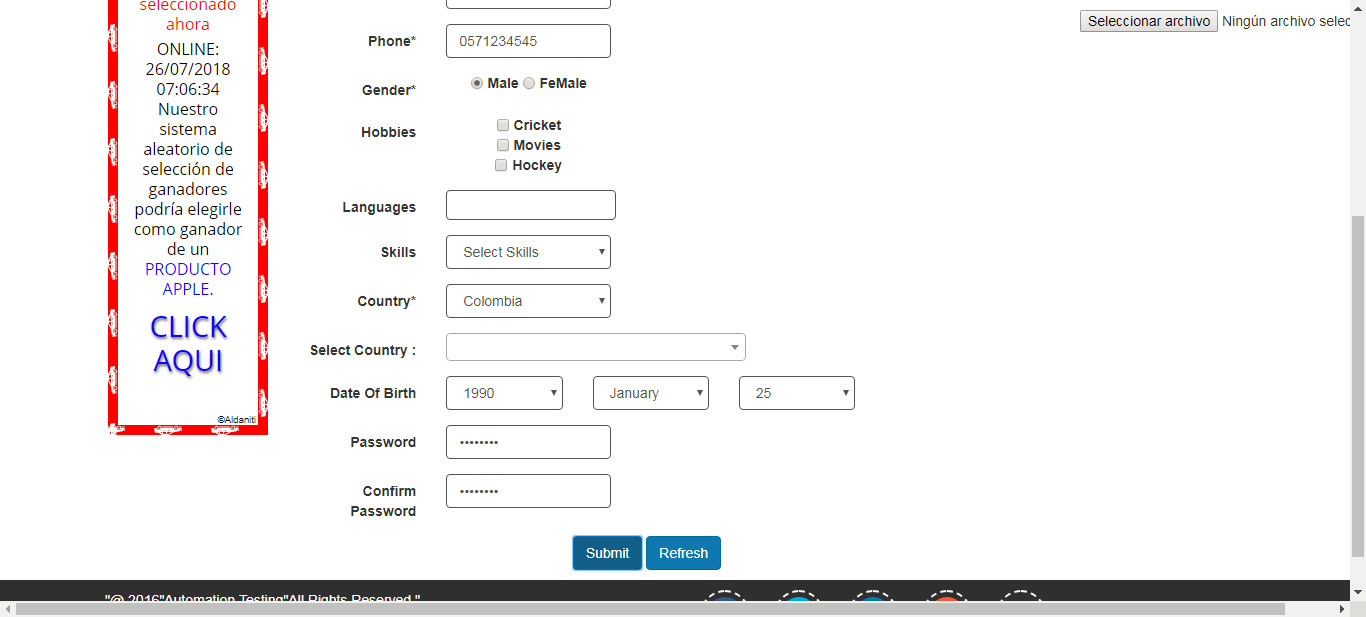 seleccionado
ahora
ONLINE:
26/07/2018
07:06:34
Nuestro
sistema
aleatorio de
selección de
ganadores
podría elegirle
como ganador
de un
PRODUCTO
APPLE.
CLICK
AQUI
©Aldaniti
Seleccionar archivo Ningún archivo selec
Phone* 0571234545
Gender* Male FeMale
Hobbies Cricket
Movies
Hockey
Languages
Skills Select Skills
Country* Colombia
Select Country :
Date Of Birth 1990 January 25
Password ••••••••
Confirm
Password ••••••••
Submit Refresh
"@ 2016"Automation Testing"All Rights Reserved."